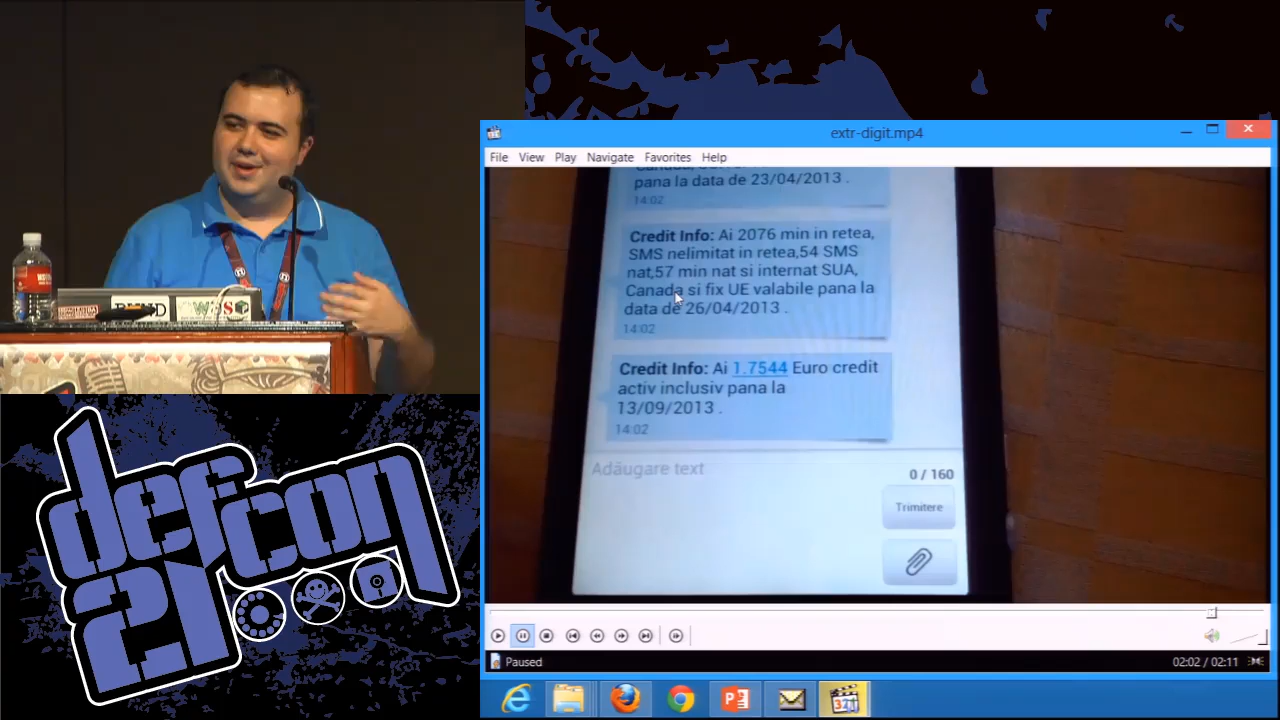 extr-digit.mp4
File View Play Navigate Favorites Help
pana la data de 23/04/2013 .
14:02
Credit Info: Ai 2076 min in retea,
SMS nelimitat in retea,54 SMS
nat,57 min nat si internat SUA,
Canada si fix UE valabile pana la
data de 26/04/2013 .
14:02
Credit Info: Ai 1.7544 Euro credit
activ inclusiv pana la
13/09/2013 .
14:02
Adăugare text
0 / 160
Trimitere
Paused
02:02 / 02:11
defcon
21